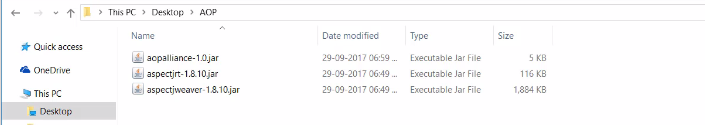 This PC > Desktop > AOP
Name Date modified Type Size
Quick access
OneDrive
This PC
Desktop
aopalliance-1.0.jar 29-09-2017 06:59 ... Executable Jar File 5 KB
aspectjrt-1.8.10.jar 29-09-2017 06:49 ... Executable Jar File 116 KB
aspectjweaver-1.8.10.jar 29-09-2017 06:49 ... Executable Jar File 1,884 KB